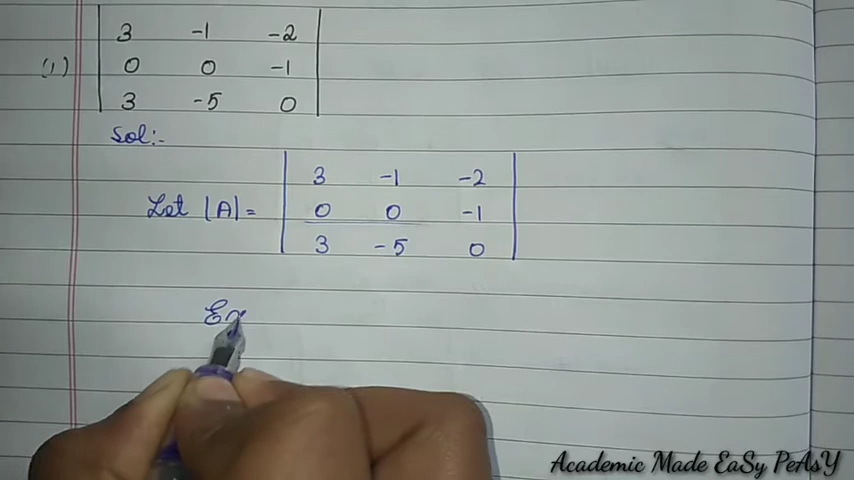 3 -1 -2
(1) 0 0 -1
3 -5 0
Sol:-
3 -1 -2
Let |A|= 0 0 -1
3 -5 0
Academic Made EaSy PeAsY